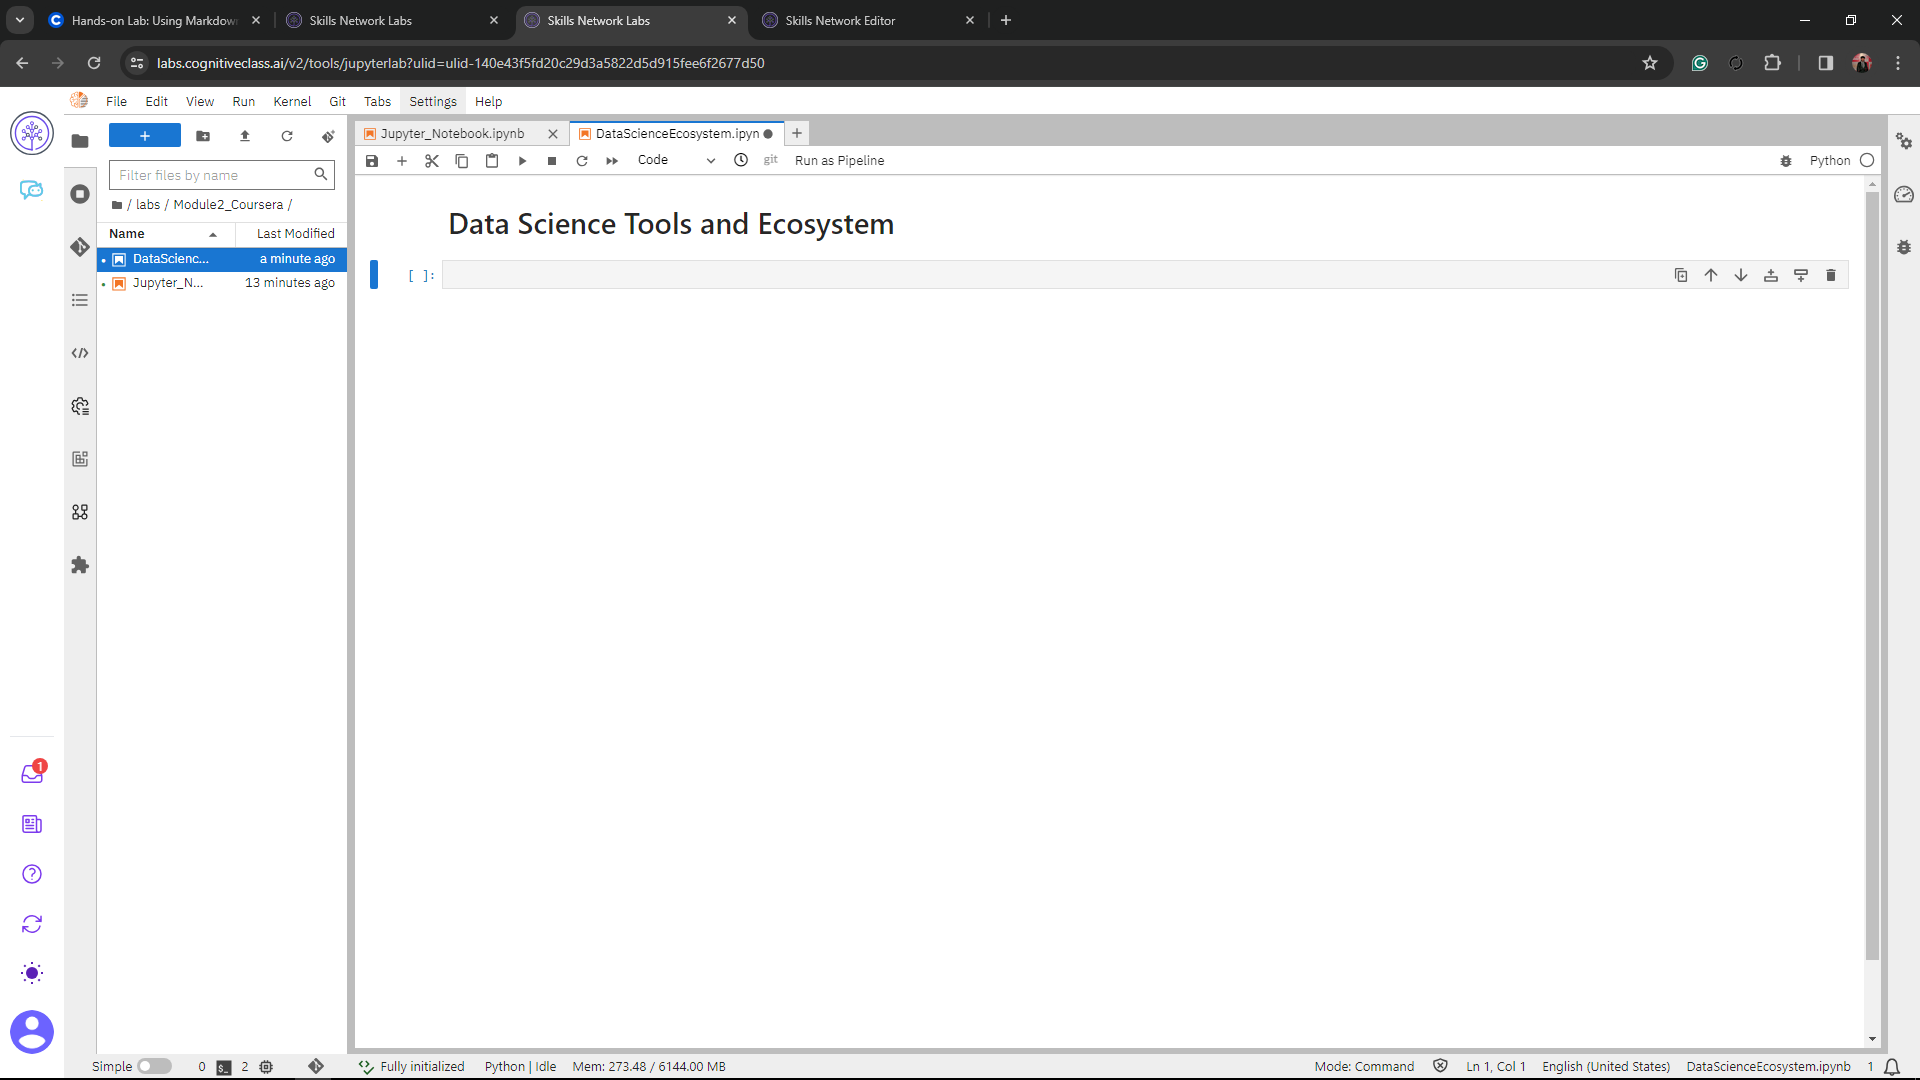 Hands-on Lab: Using Markdow
Skills Network Labs
Skills Network Labs
Skills Network Editor
labs.cognitiveclass.ai/v2/tools/jupyterlab?ulid=ulid-140e43f5fd20c29d3a5822d5d915fee6f2677d50
File Edit View Run Kernel Git Tabs Settings Help
Jupyter_Notebook.ipynb
DataScienceEcosystem.ipyn
Code
git
Run as Pipeline
Python
Filter files by name
/ labs / Module2_Coursera /
Name Last Modified
DataScienc... a minute ago
Jupyter_N... 13 minutes ago
Data Science Tools and Ecosystem
[ ]:
1
Simple
0
$_
2
Fully initialized
Python | Idle
Mem: 273.48 / 6144.00 MB
Mode: Command
Ln 1, Col 1
English (United States)
DataScienceEcosystem.ipynb
1